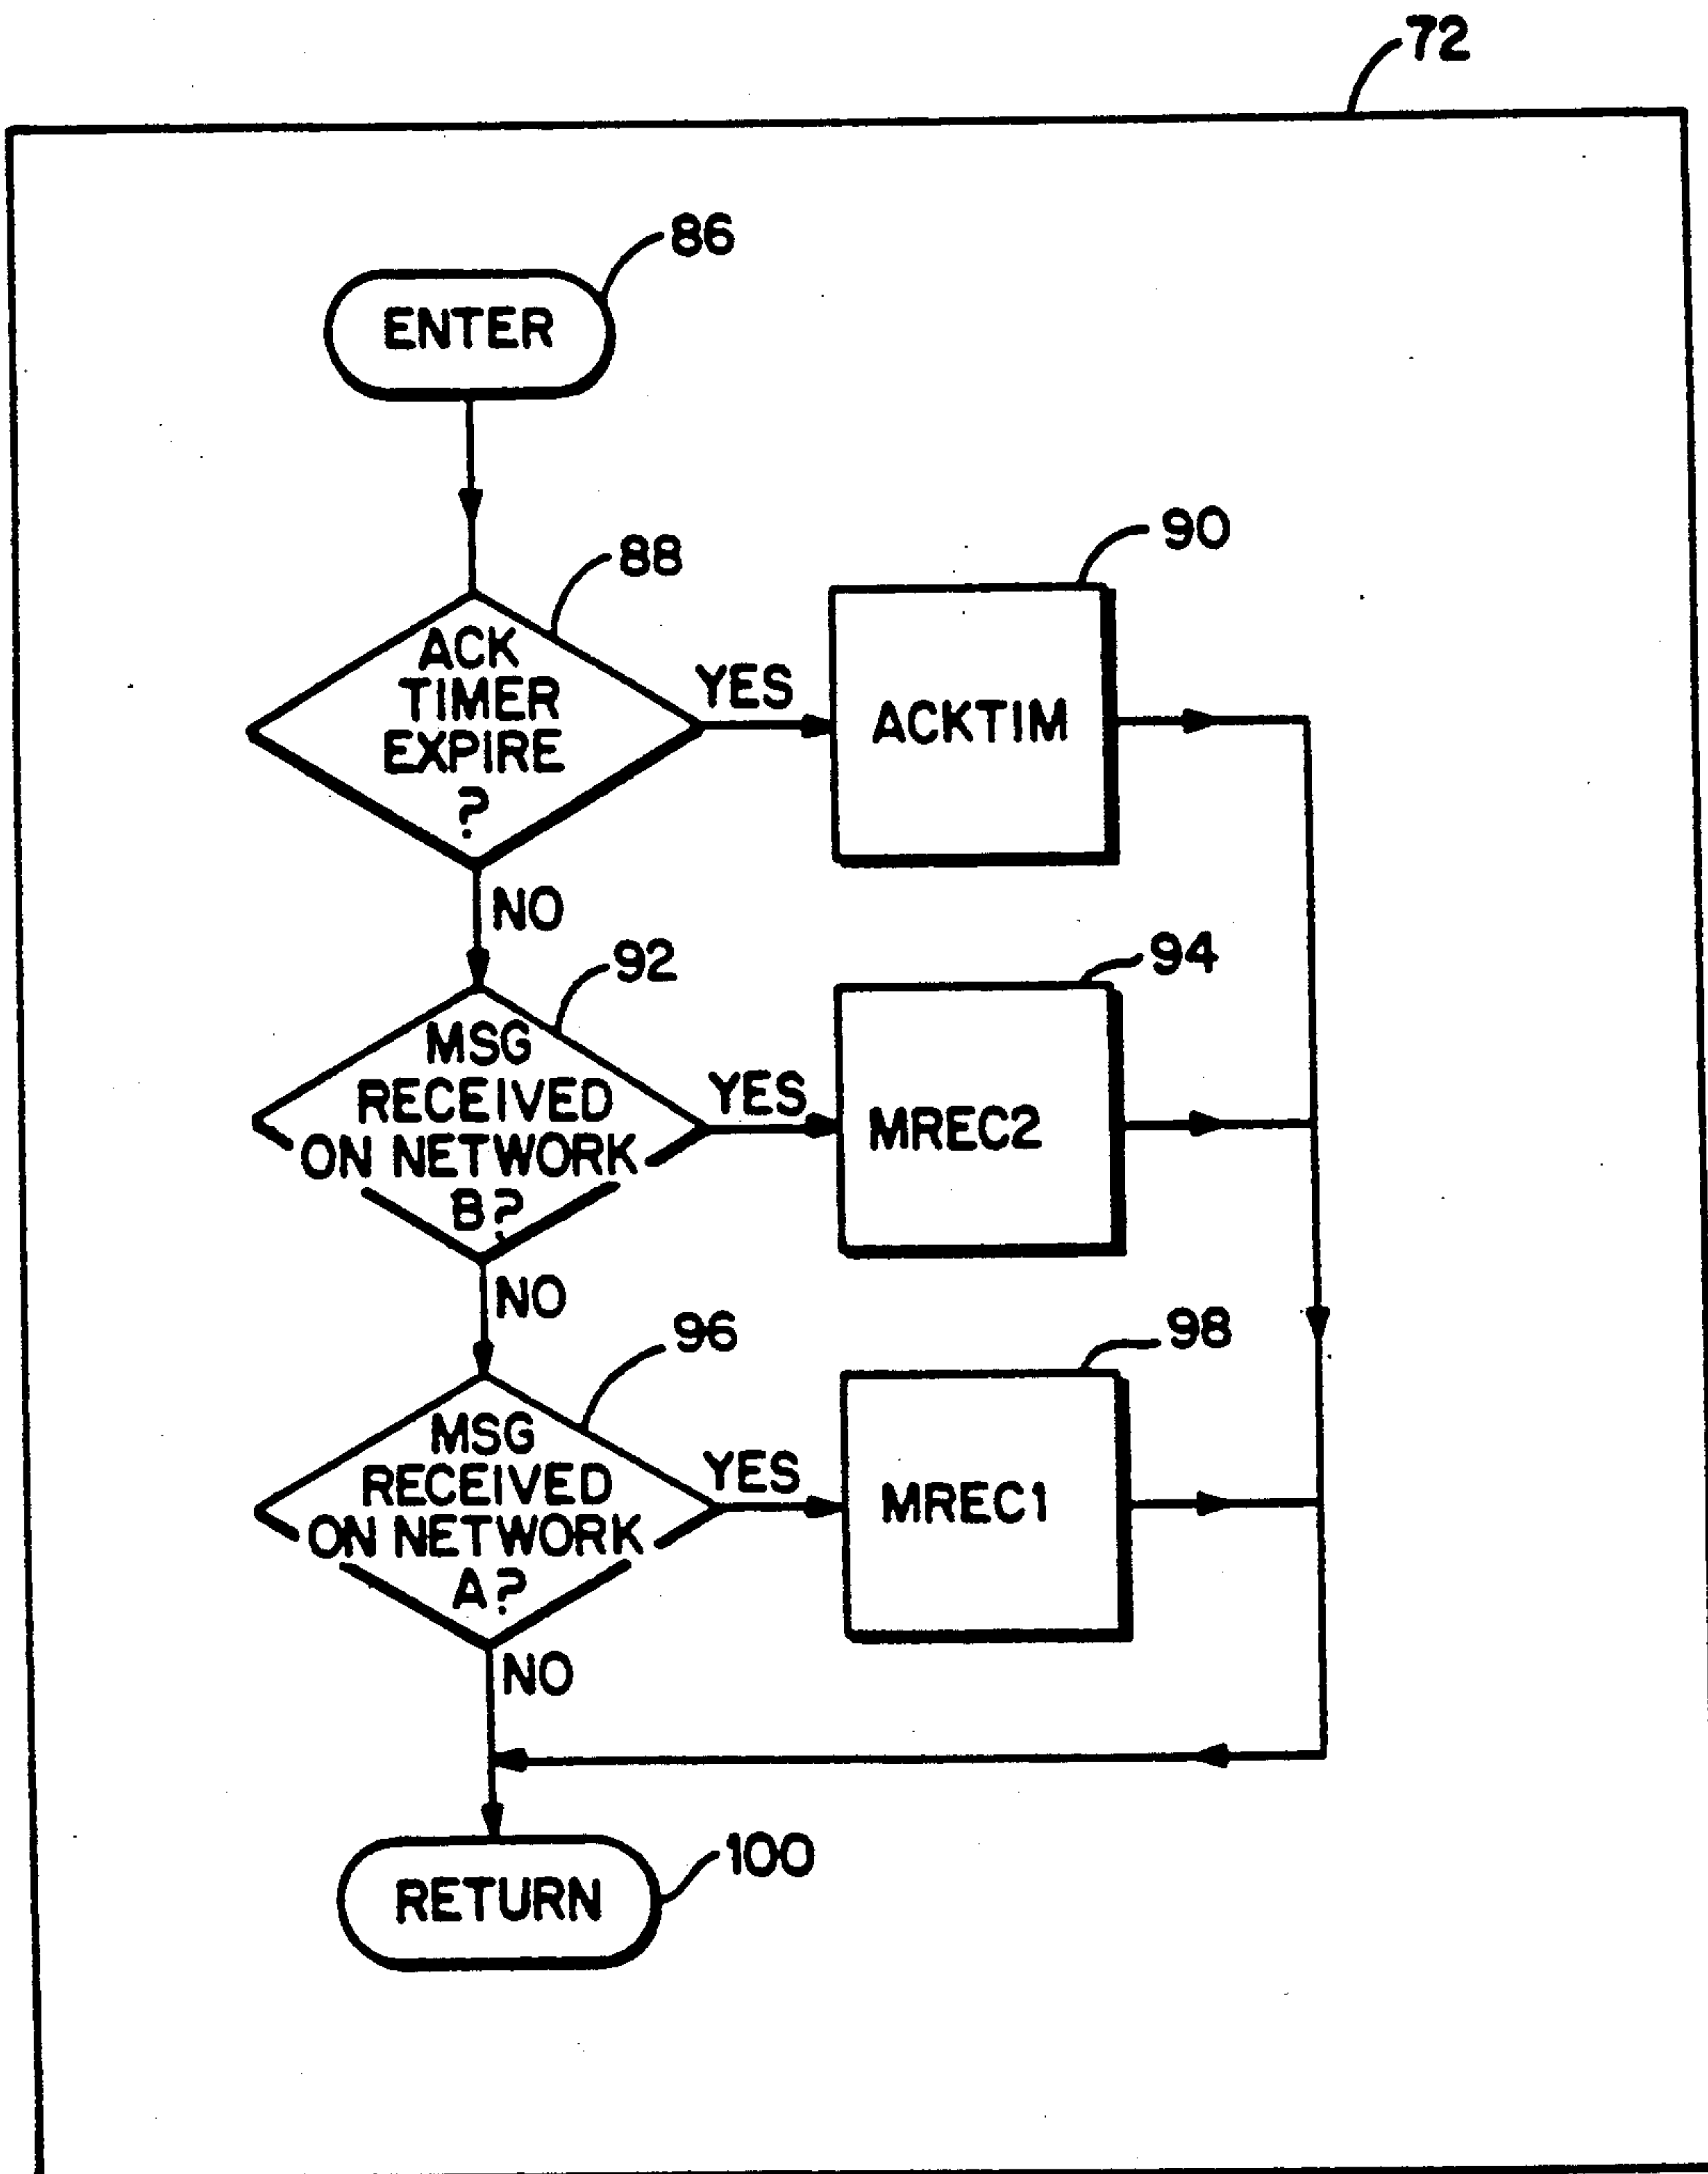 72
86
ENTER
88
ACK
TIMER
EXPIRE
?
YES
90
ACKTIM
NO
92
MSG
RECEIVED
ON NETWORK
B?
YES
94
MREC2
NO
96
MSG
RECEIVED
ON NETWORK
A?
YES
98
MREC1
NO
100
RETURN